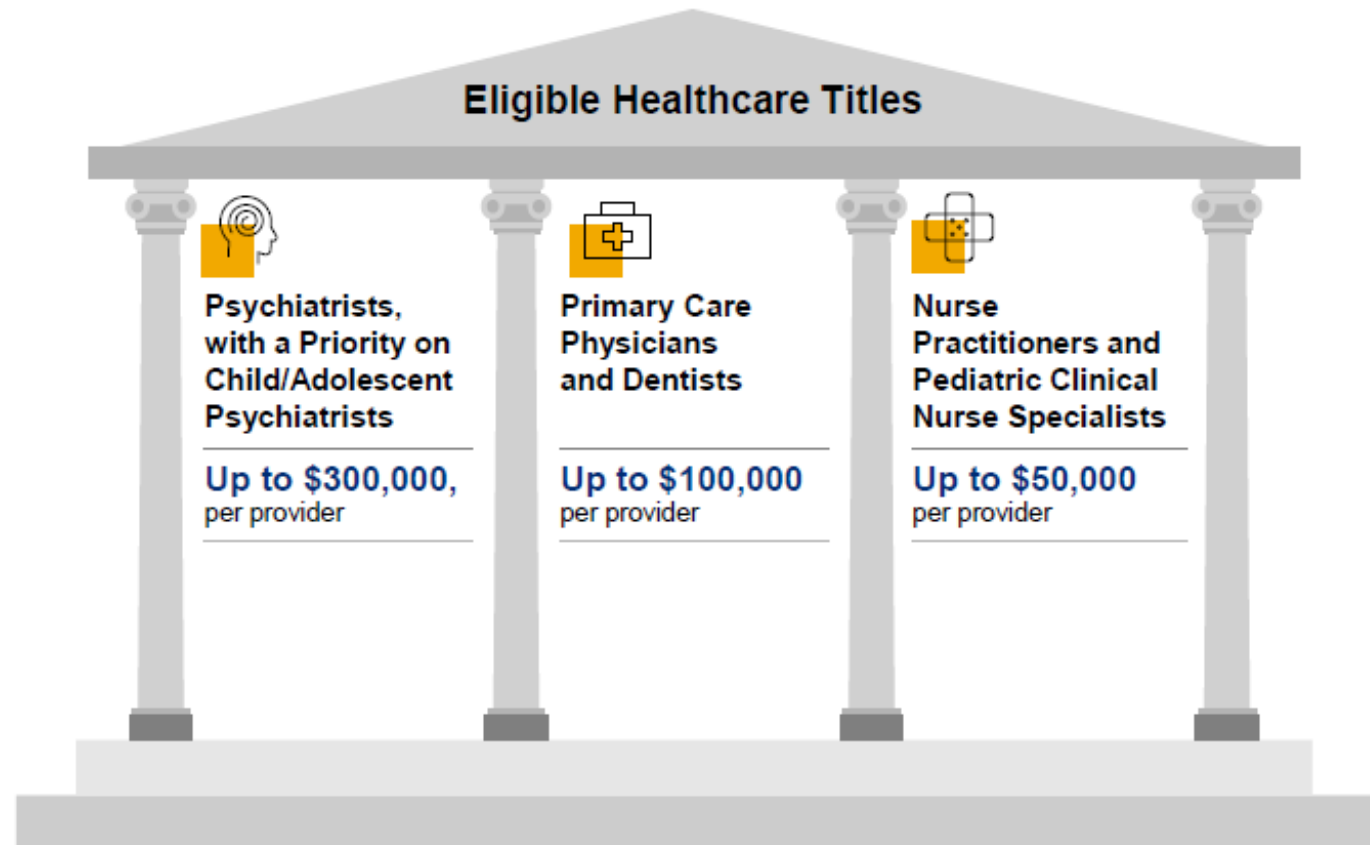 Eligible Healthcare Titles
Psychiatrists,
with a Priority on
Child/Adolescent
Psychiatrists
Up to $300,000,
per provider
Primary Care
Physicians
and Dentists
Up to $100,000
per provider
Nurse
Practitioners and
Pediatric Clinical
Nurse Specialists
Up to $50,000
per provider